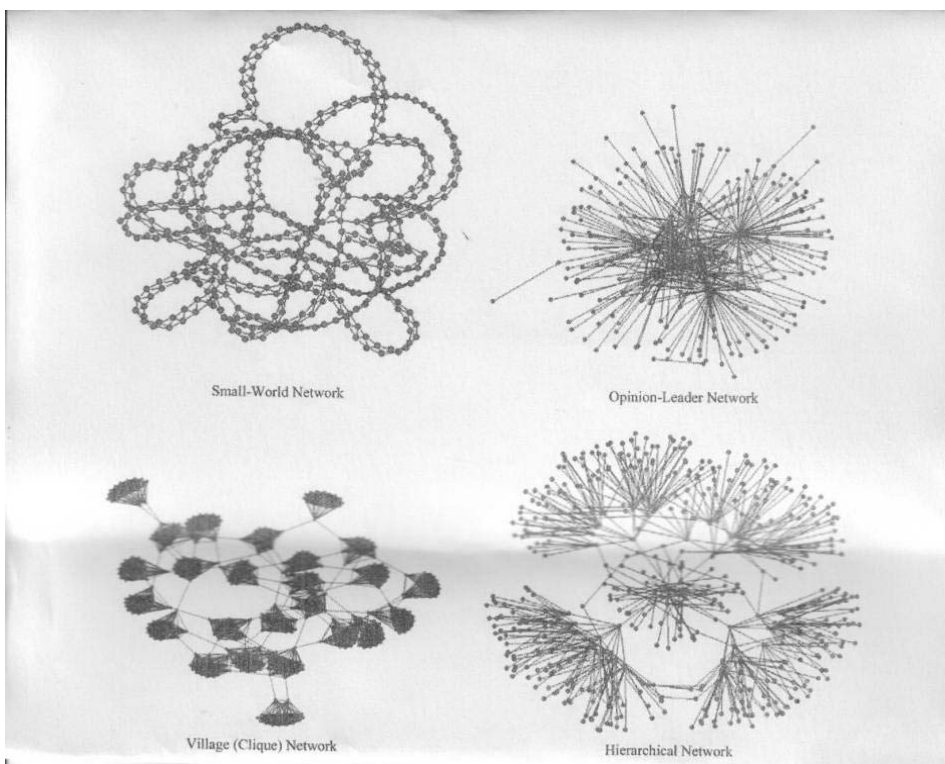 Small-World Network
Opinion-Leader Network
Village (Clique) Network
Hierarchical Network